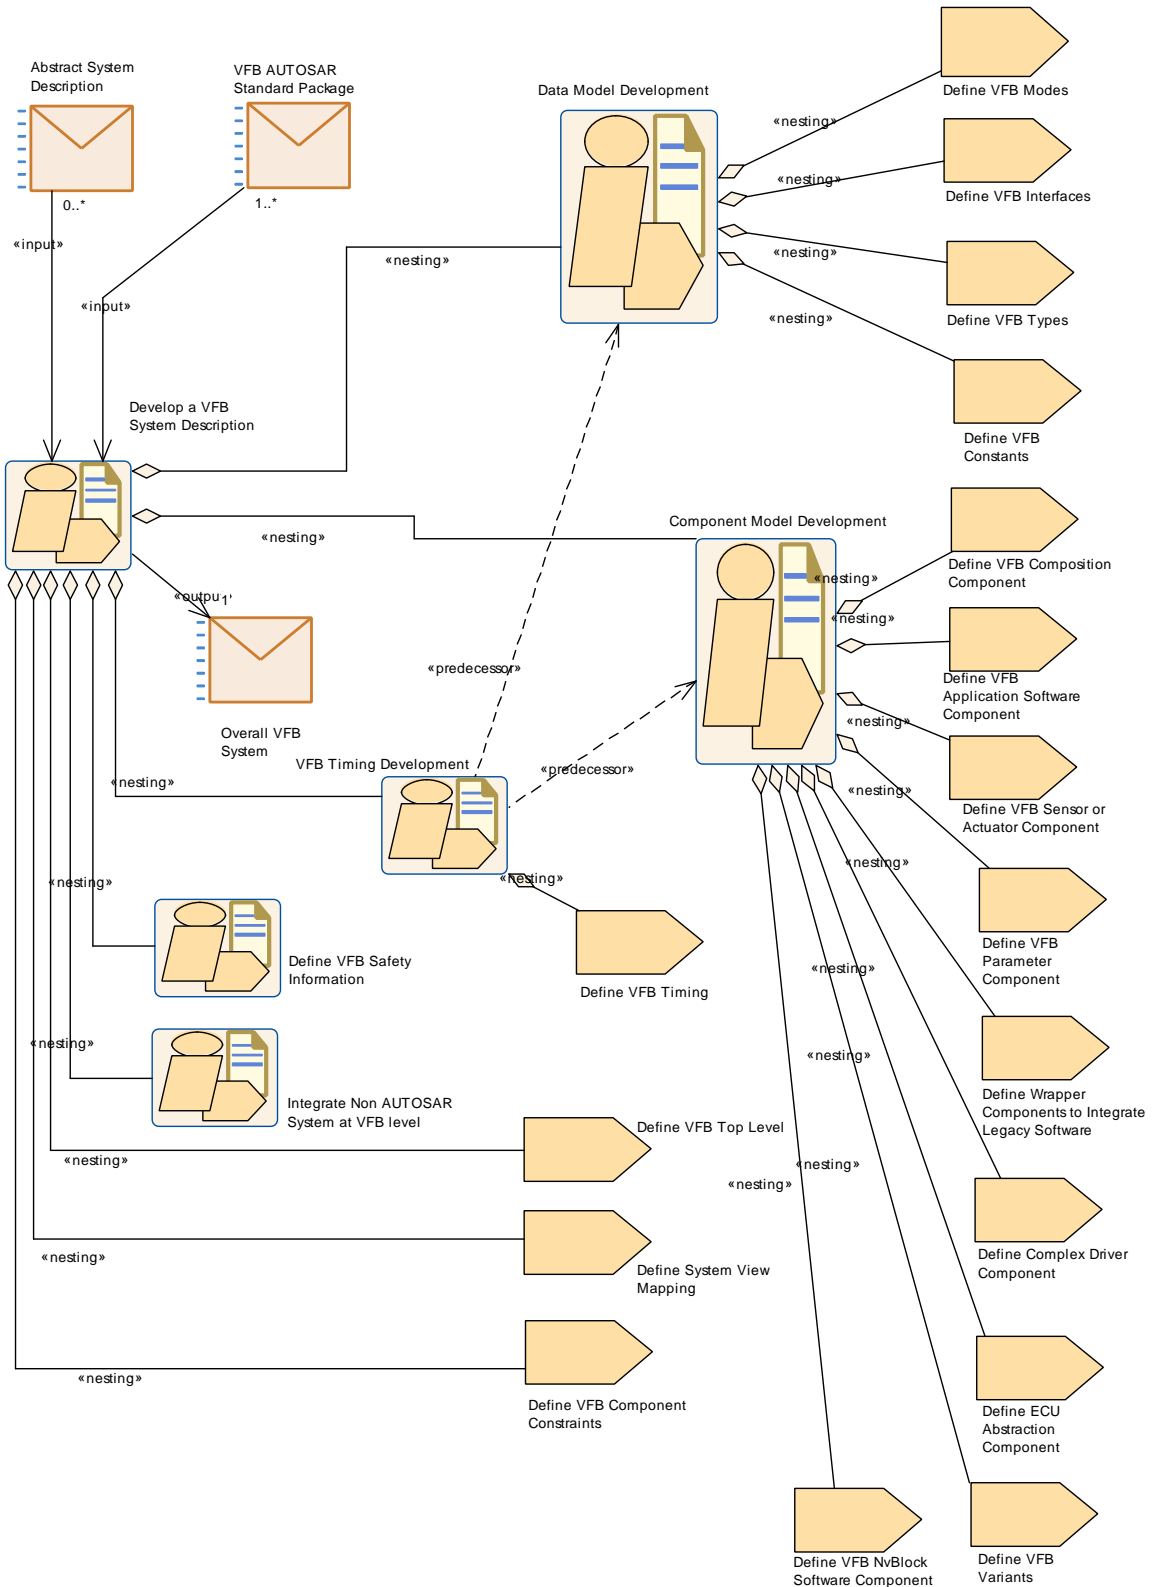 Abstract System
Description
VFB AUTOSAR
Standard Package
Data Model Development
Define VFB Modes
«nesting»
Define VFB Interfaces
«nesting»
0..*
1..*
«input»
«nesting»
«nesting»
Define VFB Types
«input»
«nesting»
Develop a VFB
System Description
Define VFB
Constants
Component Model Development
«nesting»
Define VFB Composition
Component
«nesting»
«nesting»
«outpu
1
Define VFB
Application Software
Component
«predecessor»
«nesting»
Overall VFB
System
VFB Timing Development
«predecessor»
«nesting»
«nesting»
Define VFB Sensor or
Actuator Component
«nesting»
«nesting»
«nesting»
Define VFB Safety
Information
Define VFB Timing
Define VFB
Parameter
Component
«nesting»
«nesting»
«nesting»
Integrate Non AUTOSAR
System at VFB level
Define Wrapper
Components to Integrate
Legacy Software
Define VFB Top Level
«nesting»
«nesting»
«nesting»
«nesting»
Define System View
Mapping
Define Complex Driver
Component
«nesting»
Define VFB Component
Constraints
Define ECU
Abstraction
Component
Define VFB NvBlock
Software Component
Define VFB
Variants